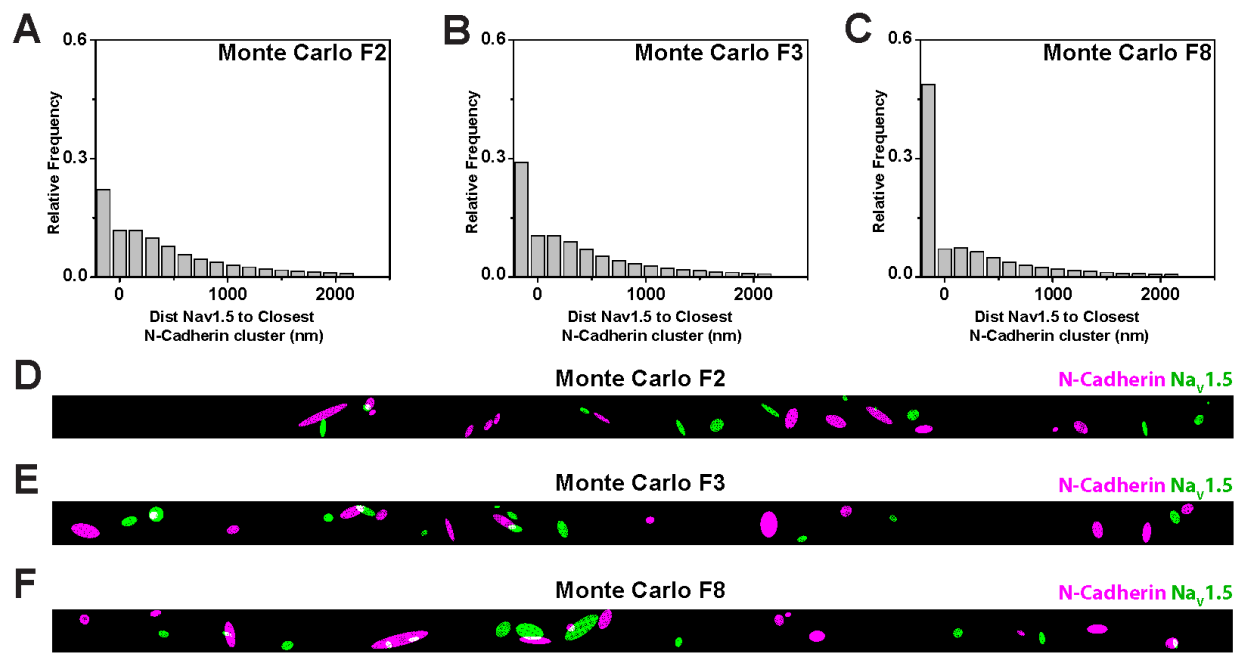 A
Monte Carlo F2
0.6
0.3
0.0
Relative Frequency
0
1000
2000
Dist Nav1.5 to Closest
N-Cadherin cluster (nm)
B
Monte Carlo F3
0.6
0.3
0.0
Relative Frequency
0
1000
2000
Dist Nav1.5 to Closest
N-Cadherin cluster (nm)
C
Monte Carlo F8
0.6
0.3
0.0
Relative Frequency
0
1000
2000
Dist Nav1.5 to Closest
N-Cadherin cluster (nm)
D
Monte Carlo F2
N-Cadherin Nav1.5
E
Monte Carlo F3
N-Cadherin Nav1.5
F
Monte Carlo F8
N-Cadherin Nav1.5